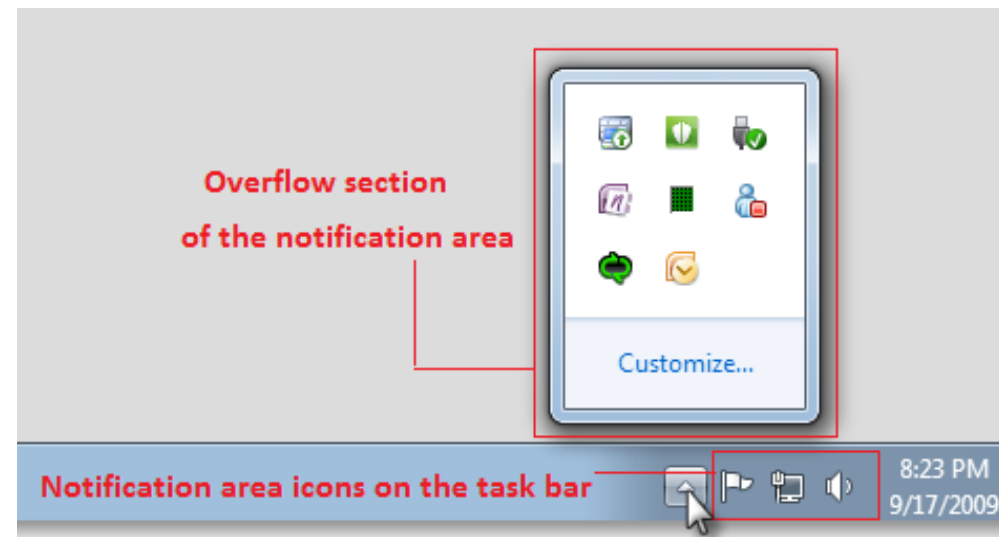 Overflow section
of the notification area
Customize...
Notification area icons on the task bar
8:23 PM
9/17/2009